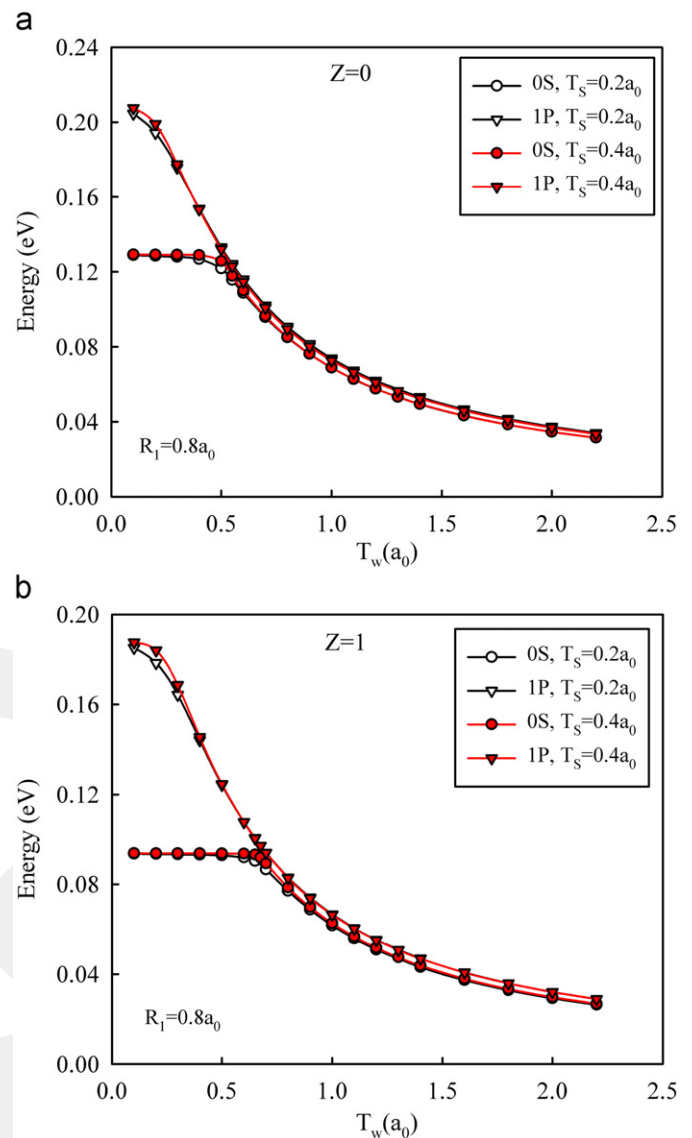 a
0.24
0.20
0.16
0.12
0.08
0.04
0.00
Energy (eV)
Z=0
0S, T_S=0.2a_0
1P, T_S=0.2a_0
0S, T_S=0.4a_0
1P, T_S=0.4a_0
R_1=0.8a_0
0.0 0.5 1.0 1.5 2.0 2.5
T_w(a_0)
b
0.20
0.16
0.12
0.08
0.04
0.00
Energy (eV)
Z=1
0S, T_S=0.2a_0
1P, T_S=0.2a_0
0S, T_S=0.4a_0
1P, T_S=0.4a_0
R_1=0.8a_0
0.0 0.5 1.0 1.5 2.0 2.5
T_w(a_0)